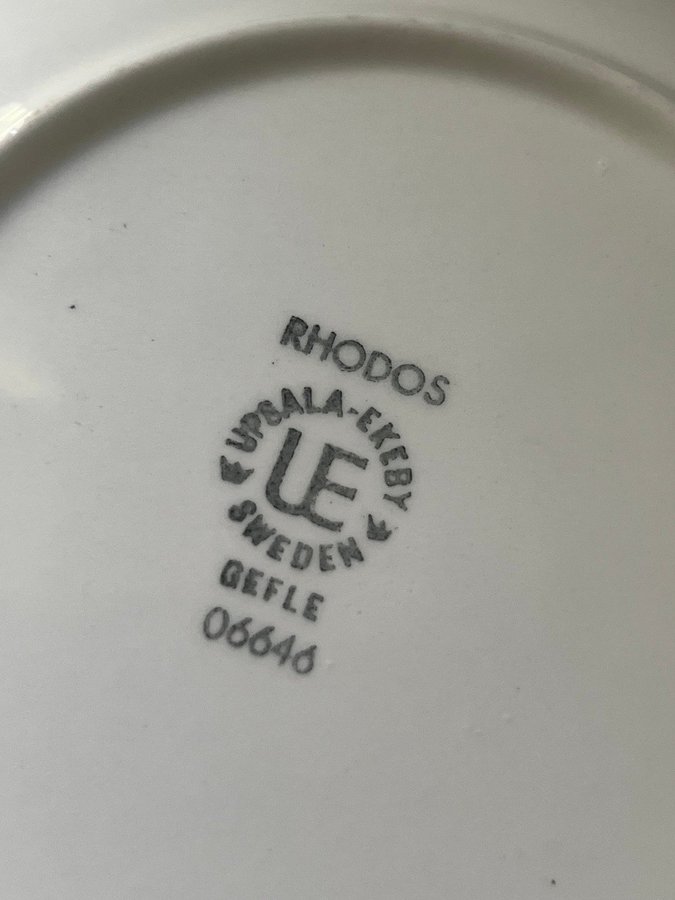 RHODOS
UPSALA-EKEBY
UE
SWEDEN
GEFLE
06646